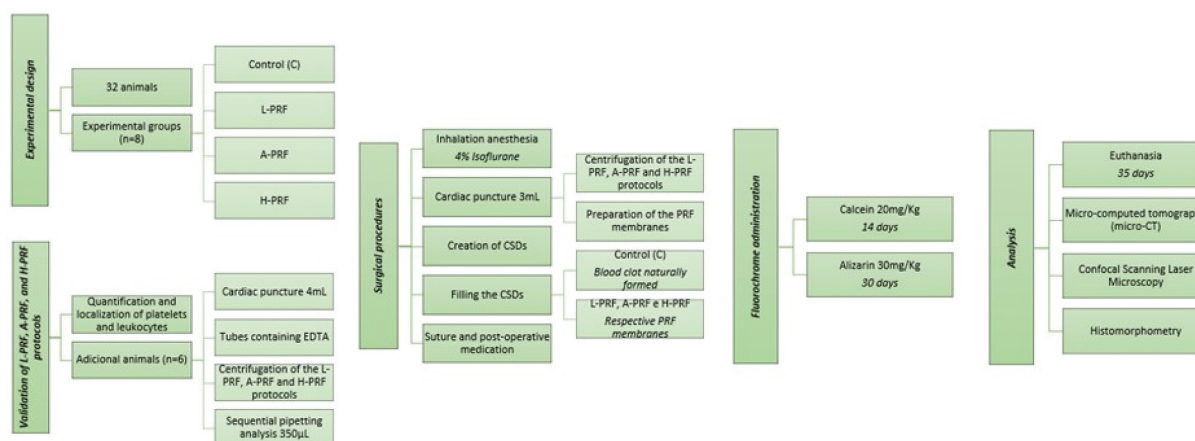 Experimental design
32 animals
Experimental groups
(n=8)
Control (C)
L-PRF
A-PRF
H-PRF
Validation of L-PRF, A-PRF, and H-PRF
protocols
Quantification and
localization of platelets
and leukocytes
Adicional animals (n=6)
Cardiac puncture 4mL
Tubes containing EDTA
Centrifugation of the L-
PRF, A-PRF and H-PRF
protocols
Sequential pipetting
analysis 350µL
Surgical procedures
Inhalation anesthesia
4% Isoflurane
Cardiac puncture 3mL
Centrifugation of the L-
PRF, A-PRF and H-PRF
protocols
Preparation of the PRF
membranes
Creation of CSDs
Filling the CSDs
Control (C)
Blood clot naturally
formed
L-PRF, A-PRF e H-PRF
Respective PRF
membranes
Suture and post-operative
medication
Fluorochrome administration
Calcein 20mg/Kg
14 days
Alizarin 30mg/Kg
30 days
Analysis
Euthanasia
35 days
Micro-computed tomograp
(micro-CT)
Confocal Scanning Laser
Microscopy
Histomorphometry